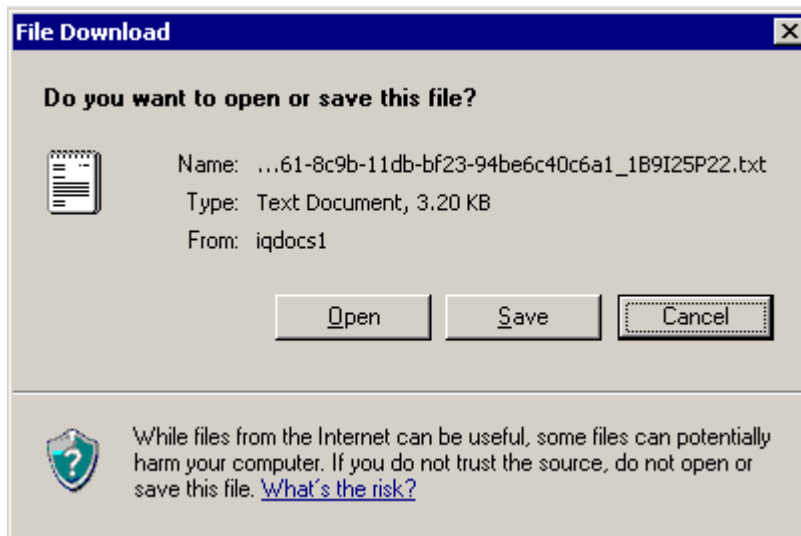 File Download
Do you want to open or save this file?
Name: ...61-8c9b-11db-bf23-94be6c40c6a1_1B9I25P22.txt
Type: Text Document, 3.20 KB
From: iqdocs1
Open Save Cancel
While files from the Internet can be useful, some files can potentially
harm your computer. If you do not trust the source, do not open or
save this file. What's the risk?